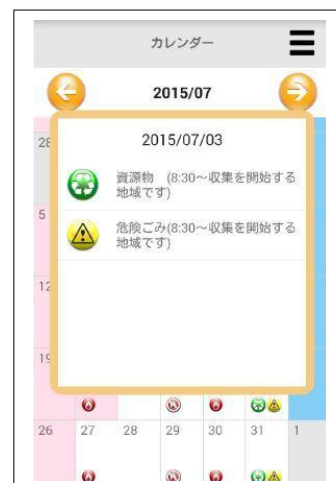 カレンダー
2015/07
28
2015/07/03
資源物 (8:30～収集を開始する
地域です)
5
危険ごみ(8:30～収集を開始する
地域です)
12
19
26 27 28 29 30 31 1